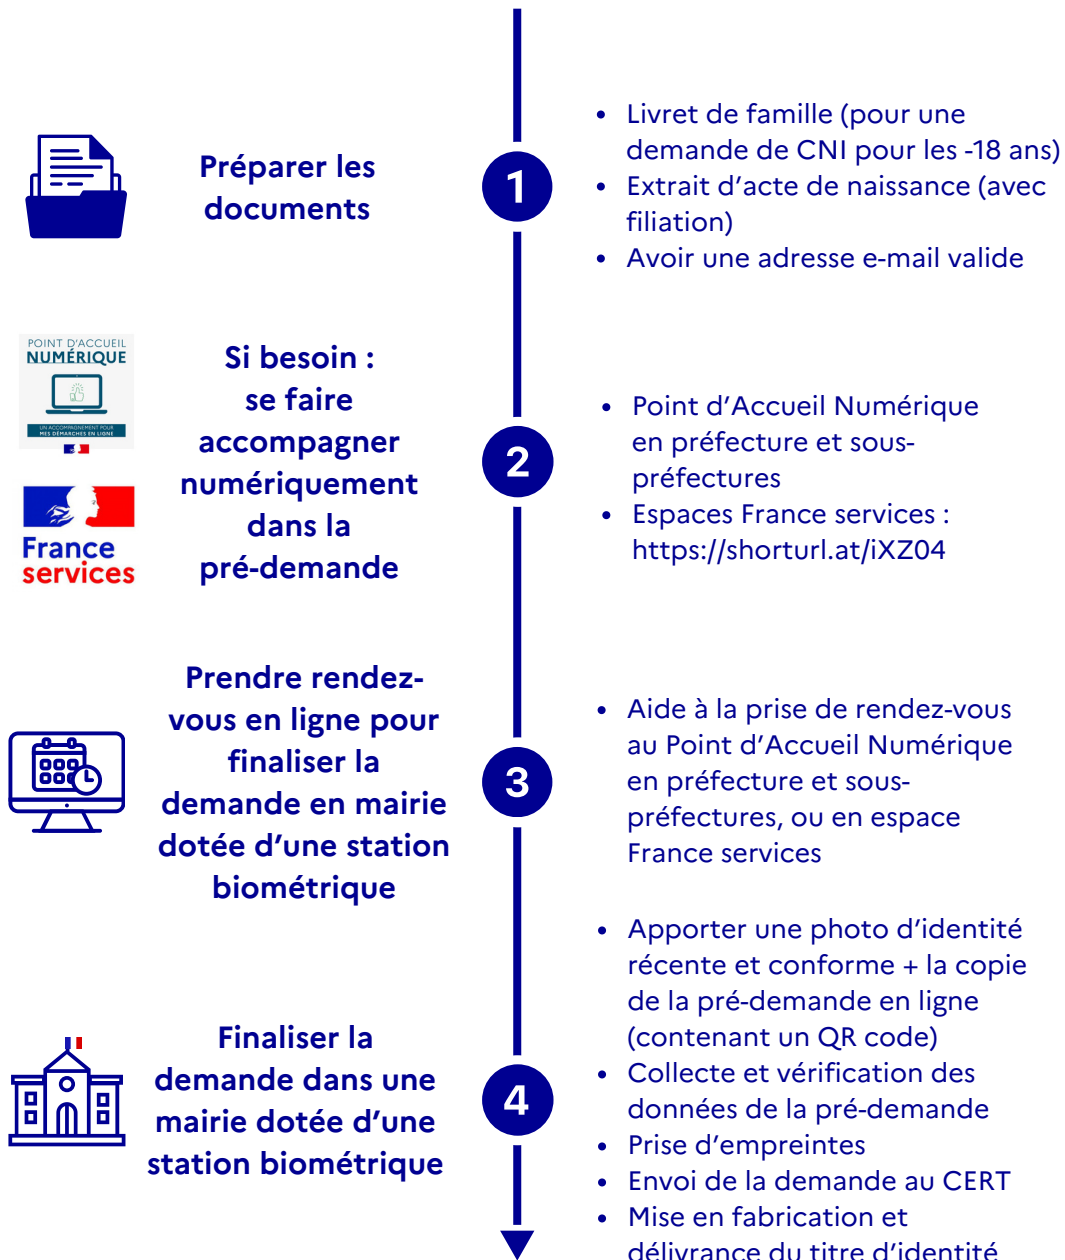 Préparer les
documents
1
• Livret de famille (pour une
demande de CNI pour les -18 ans)
• Extrait d’acte de naissance (avec
filiation)
• Avoir une adresse e-mail valide
POINT D'ACCUEIL
NUMÉRIQUE
UN ACCOMPAGNEMENT POUR
MES DÉMARCHES EN LIGNE
France
services
Si besoin :
se faire
accompagner
numériquement
dans la
pré-demande
2
• Point d’Accueil Numérique
en préfecture et sous-
préfectures
• Espaces France services :
https://shorturl.at/iXZ04
Prendre rendez-
vous en ligne pour
finaliser la
demande en mairie
dotée d’une station
biométrique
3
• Aide à la prise de rendez-vous
au Point d’Accueil Numérique
en préfecture et sous-
préfectures, ou en espace
France services
Finaliser la
demande dans une
mairie dotée d’une
station biométrique
4
• Apporter une photo d’identité
récente et conforme + la copie
de la pré-demande en ligne
(contenant un QR code)
• Collecte et vérification des
données de la pré-demande
• Prise d’empreintes
• Envoi de la demande au CERT
• Mise en fabrication et
délivrance du titre d’identité